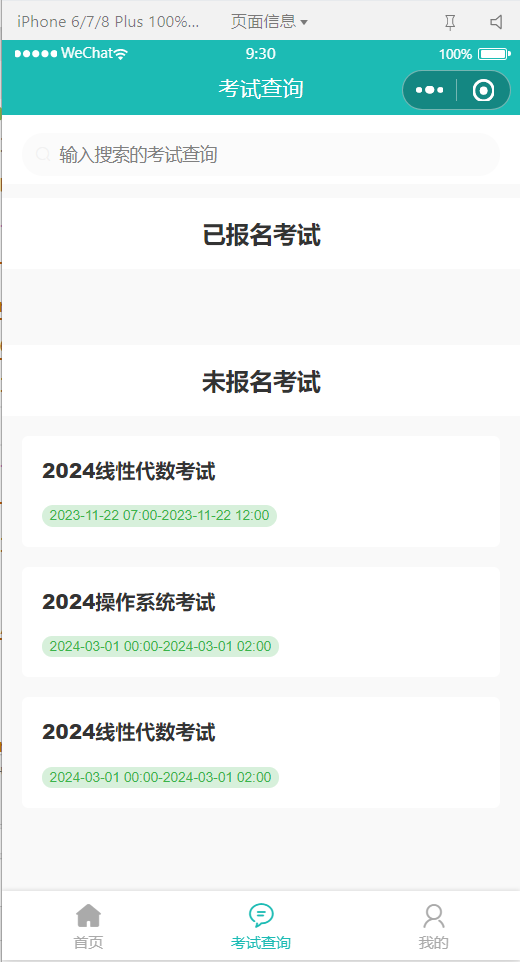 iPhone 6/7/8 Plus 100%... 页面信息
WeChat 9:30 100%
考试查询
输入搜索的考试查询
已报名考试
未报名考试
2024线性代数考试
2023-11-22 07:00-2023-11-22 12:00
2024操作系统考试
2024-03-01 00:00-2024-03-01 02:00
2024线性代数考试
2024-03-01 00:00-2024-03-01 02:00
首页 考试查询 我的